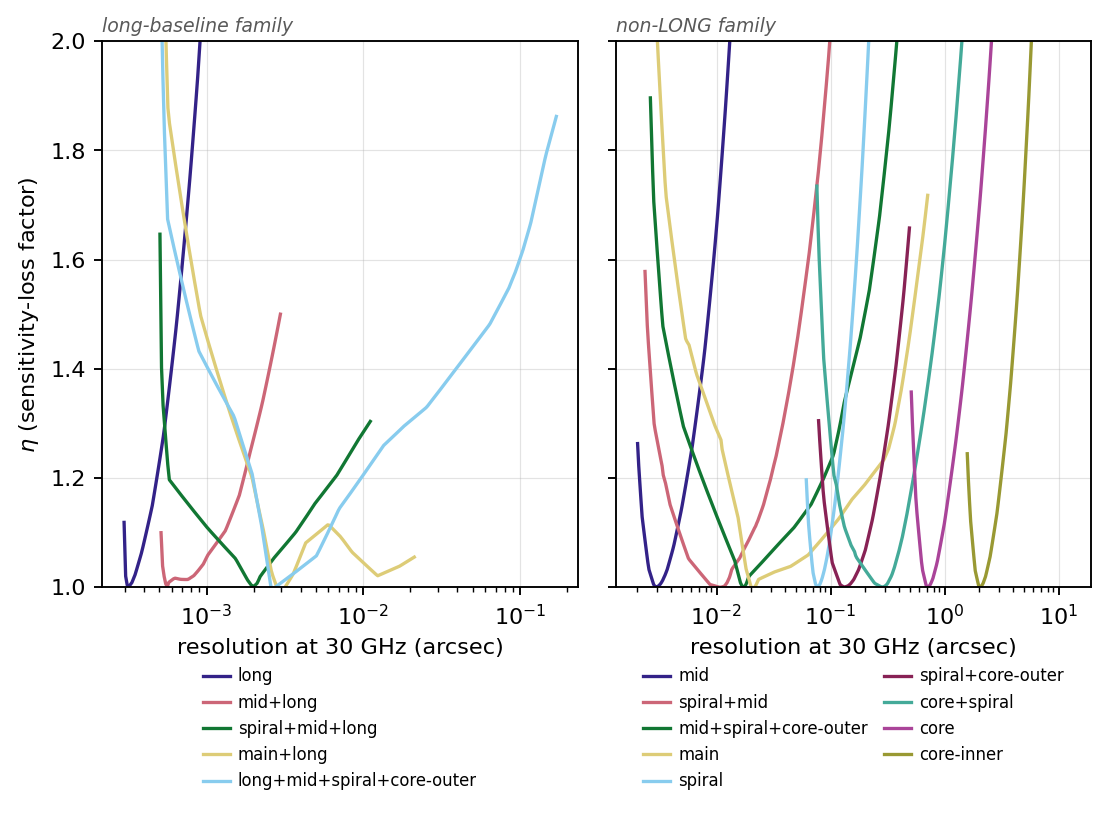 long-baseline family
non-LONG family
2.0
1.8
1.6
1.4
1.2
1.0
η (sensitivity-loss factor)
10⁻³
10⁻²
10⁻¹
10⁻²
10⁻¹
10⁰
10¹
resolution at 30 GHz (arcsec)
resolution at 30 GHz (arcsec)
long
mid+long
spiral+mid+long
main+long
long+mid+spiral+core-outer
mid
spiral+mid
mid+spiral+core-outer
main
spiral
spiral+core-outer
core+spiral
core
core-inner